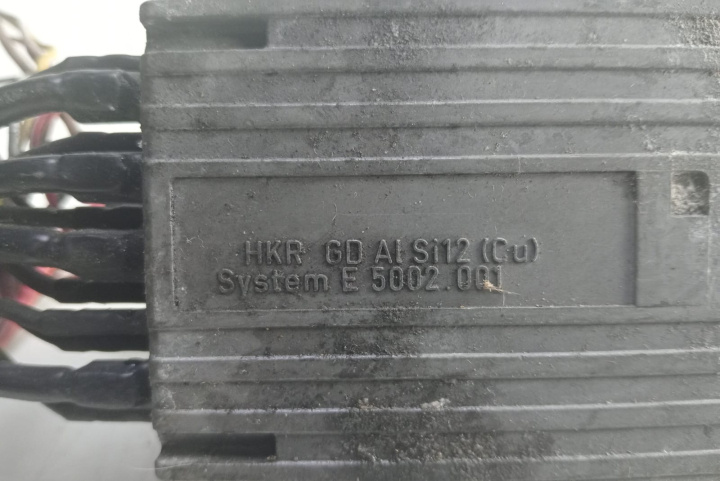 HKR GD Al Si12 (Cu)
System E 5002.001